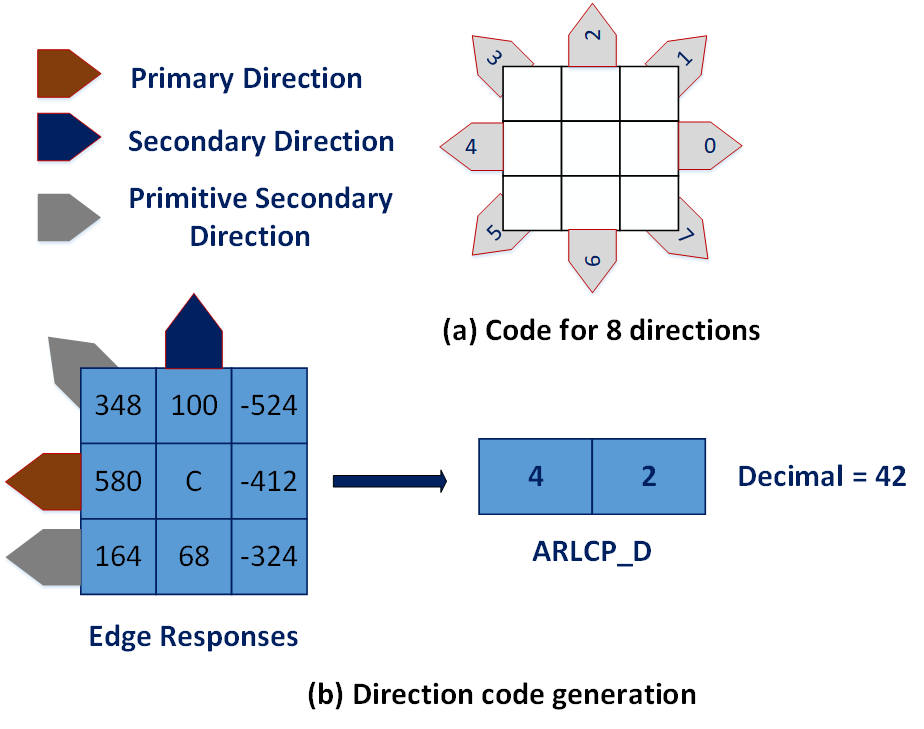 Primary Direction
Secondary Direction
Primitive Secondary
Direction
3 2 1
4 0
5 6 7
(a) Code for 8 directions
348 100 -524
580 C -412
164 68 -324
4 2
Decimal = 42
ARLCP_D
Edge Responses
(b) Direction code generation